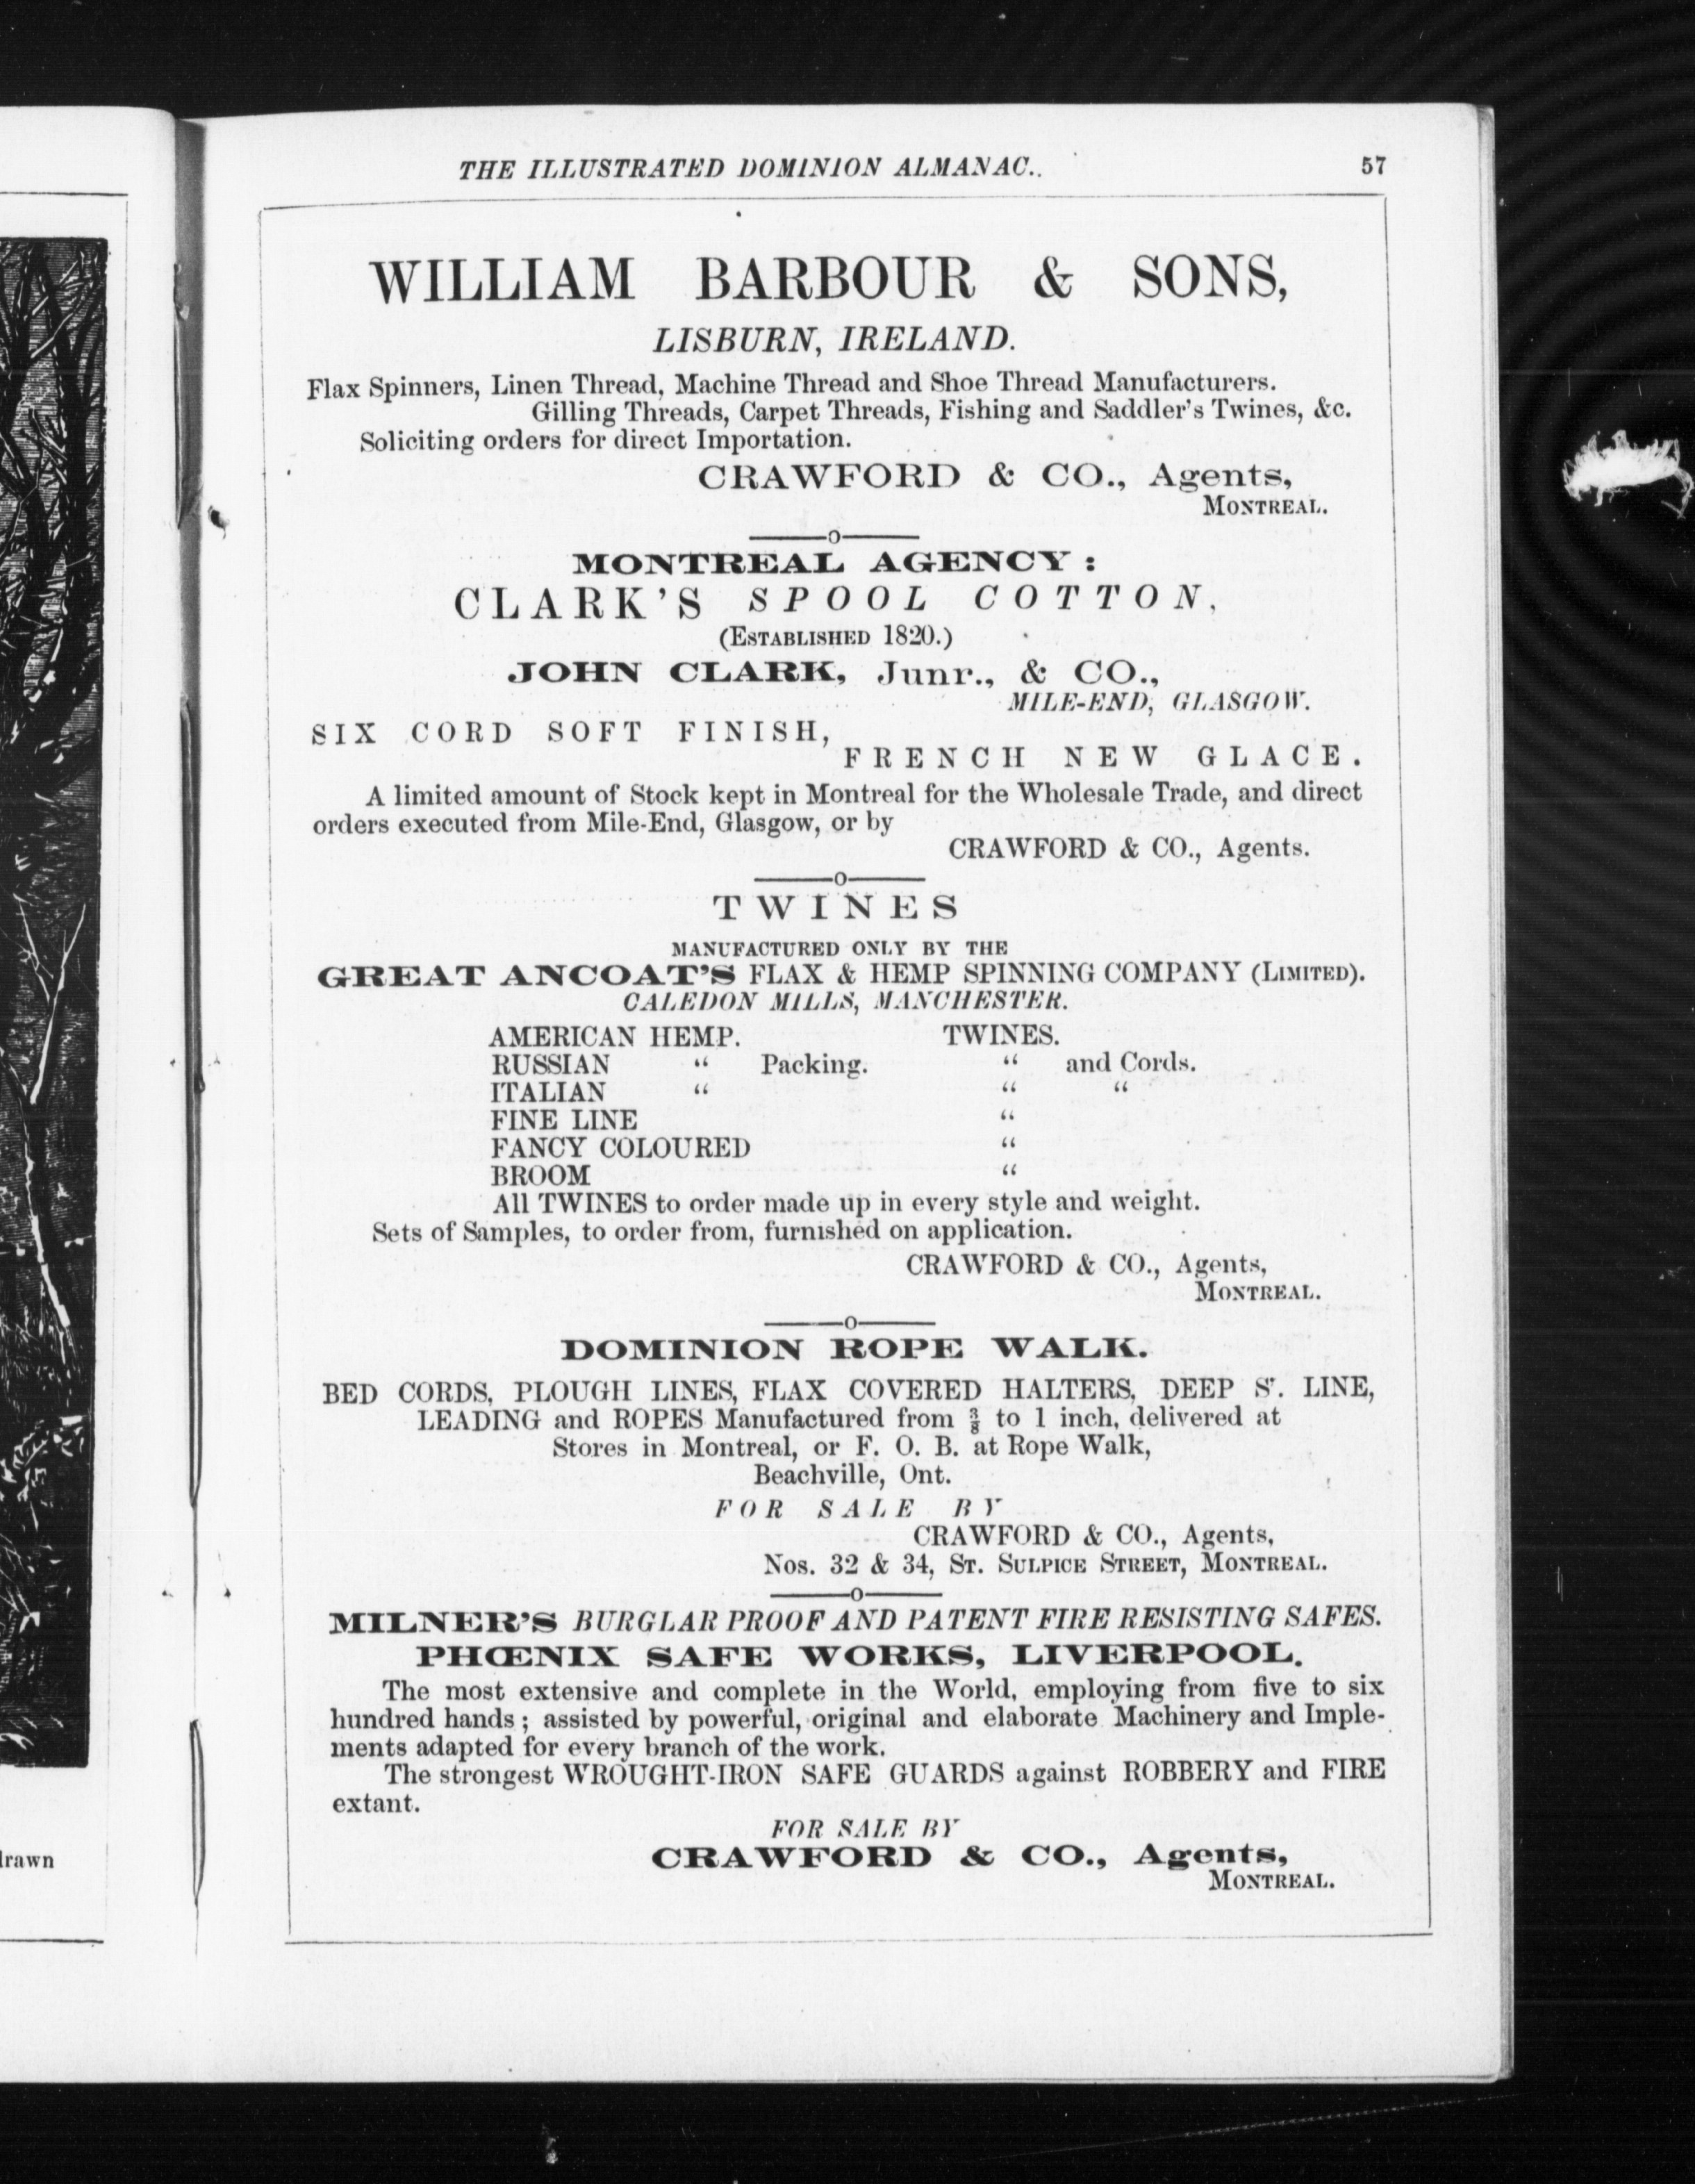 THE ILLUSTRATED DOMINION ALMANAC..
57
WILLIAM BARBOUR & SONS,
LISBURN, IRELAND.
Flax Spinners, Linen Thread, Machine Thread and Shoe Thread Manufacturers.
Gilling Threads, Carpet Threads, Fishing and Saddler's Twines, &c.
Soliciting orders for direct Importation.
CRAWFORD & CO., Agents,
MONTREAL.
MONTREAL AGENCY :
CLARK'S SPOOL COTTON,
(ESTABLISHED 1820.)
JOHN CLARK, Junr., & CO.,
MILE-END, GLASGOW.
SIX CORD SOFT FINISH,
FRENCH NEW GLACE.
A limited amount of Stock kept in Montreal for the Wholesale Trade, and direct
orders executed from Mile-End, Glasgow, or by
CRAWFORD & CO., Agents.
TWINES
MANUFACTURED ONLY BY THE
GREAT ANCOAT'S FLAX & HEMP SPINNING COMPANY (LIMITED).
CALEDON MILLS, MANCHESTER.
AMERICAN HEMP. TWINES.
RUSSIAN " Packing. " and Cords.
ITALIAN " " "
FINE LINE "
FANCY COLOURED "
BROOM "
All TWINES to order made up in every style and weight.
Sets of Samples, to order from, furnished on application.
CRAWFORD & CO., Agents,
MONTREAL.
DOMINION ROPE WALK.
BED CORDS, PLOUGH LINES, FLAX COVERED HALTERS, DEEP Sr. LINE,
LEADING and ROPES Manufactured from ⅜ to 1 inch, delivered at
Stores in Montreal, or F. O. B. at Rope Walk,
Beachville, Ont.
FOR SALE BY
CRAWFORD & CO., Agents,
Nos. 32 & 34, ST. SULPICE STREET, MONTREAL.
MILNER'S BURGLAR PROOF AND PATENT FIRE RESISTING SAFES.
PHŒNIX SAFE WORKS, LIVERPOOL.
The most extensive and complete in the World, employing from five to six
hundred hands ; assisted by powerful, original and elaborate Machinery and Imple-
ments adapted for every branch of the work.
The strongest WROUGHT-IRON SAFE GUARDS against ROBBERY and FIRE
extant.
FOR SALE BY
CRAWFORD & CO., Agents,
MONTREAL.